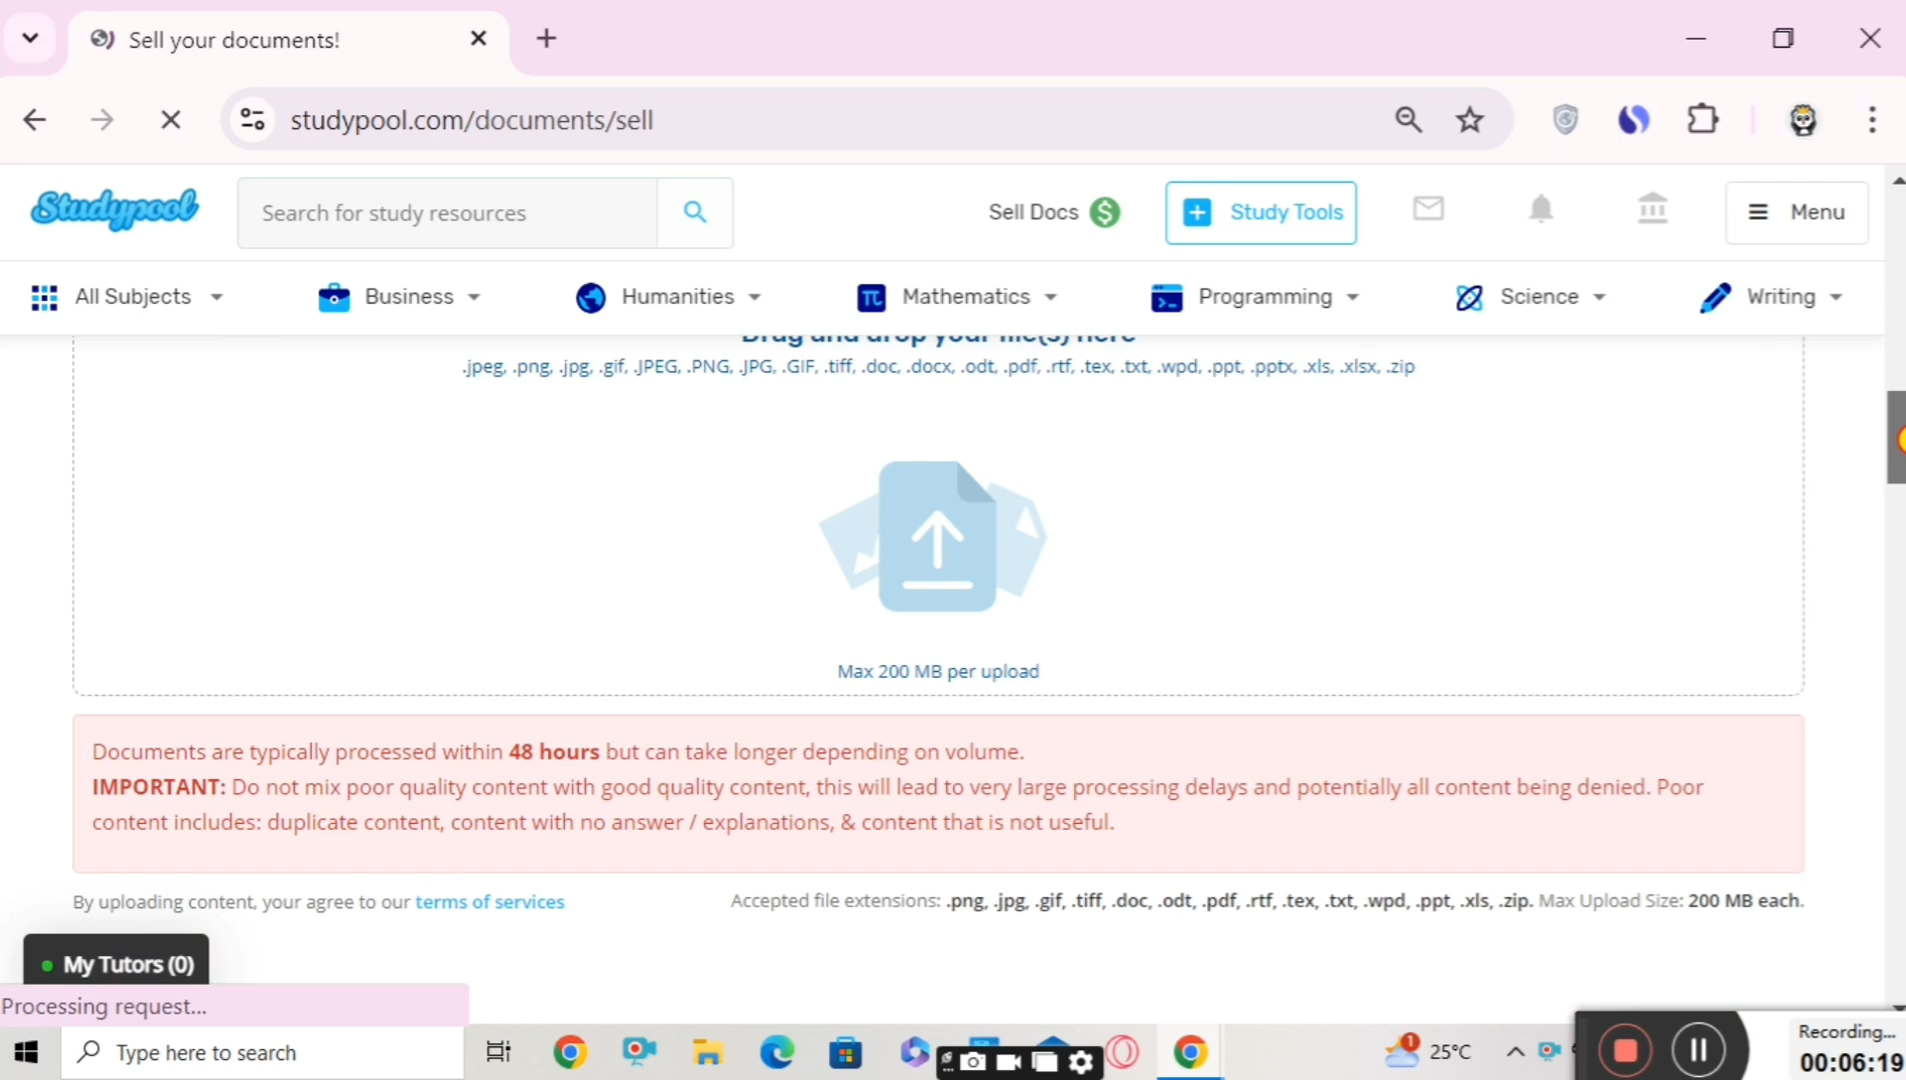 Sell your documents!
studypool.com/documents/sell
Studypool
Search for study resources
Sell Docs
Study Tools
Menu
All Subjects
Business
Humanities
Mathematics
Programming
Science
Writing
Drag and drop your file(s) here
.jpeg, .png, .jpg, .gif, .JPEG, .PNG, .JPG, .GIF, .tiff, .doc, .docx, .odt, .pdf, .rtf, .tex, .txt, .wpd, .ppt, .pptx, .xls, .xlsx, .zip
Max 200 MB per upload
Documents are typically processed within 48 hours but can take longer depending on volume.
IMPORTANT: Do not mix poor quality content with good quality content, this will lead to very large processing delays and potentially all content being denied. Poor
content includes: duplicate content, content with no answer / explanations, & content that is not useful.
By uploading content, your agree to our terms of services
Accepted file extensions: .png, .jpg, .gif, .tiff, .doc, .odt, .pdf, .rtf, .tex, .txt, .wpd, .ppt, .xls, .zip. Max Upload Size: 200 MB each.
My Tutors (0)
Processing request...
Type here to search
1
25°C
Recording...
00:06:19